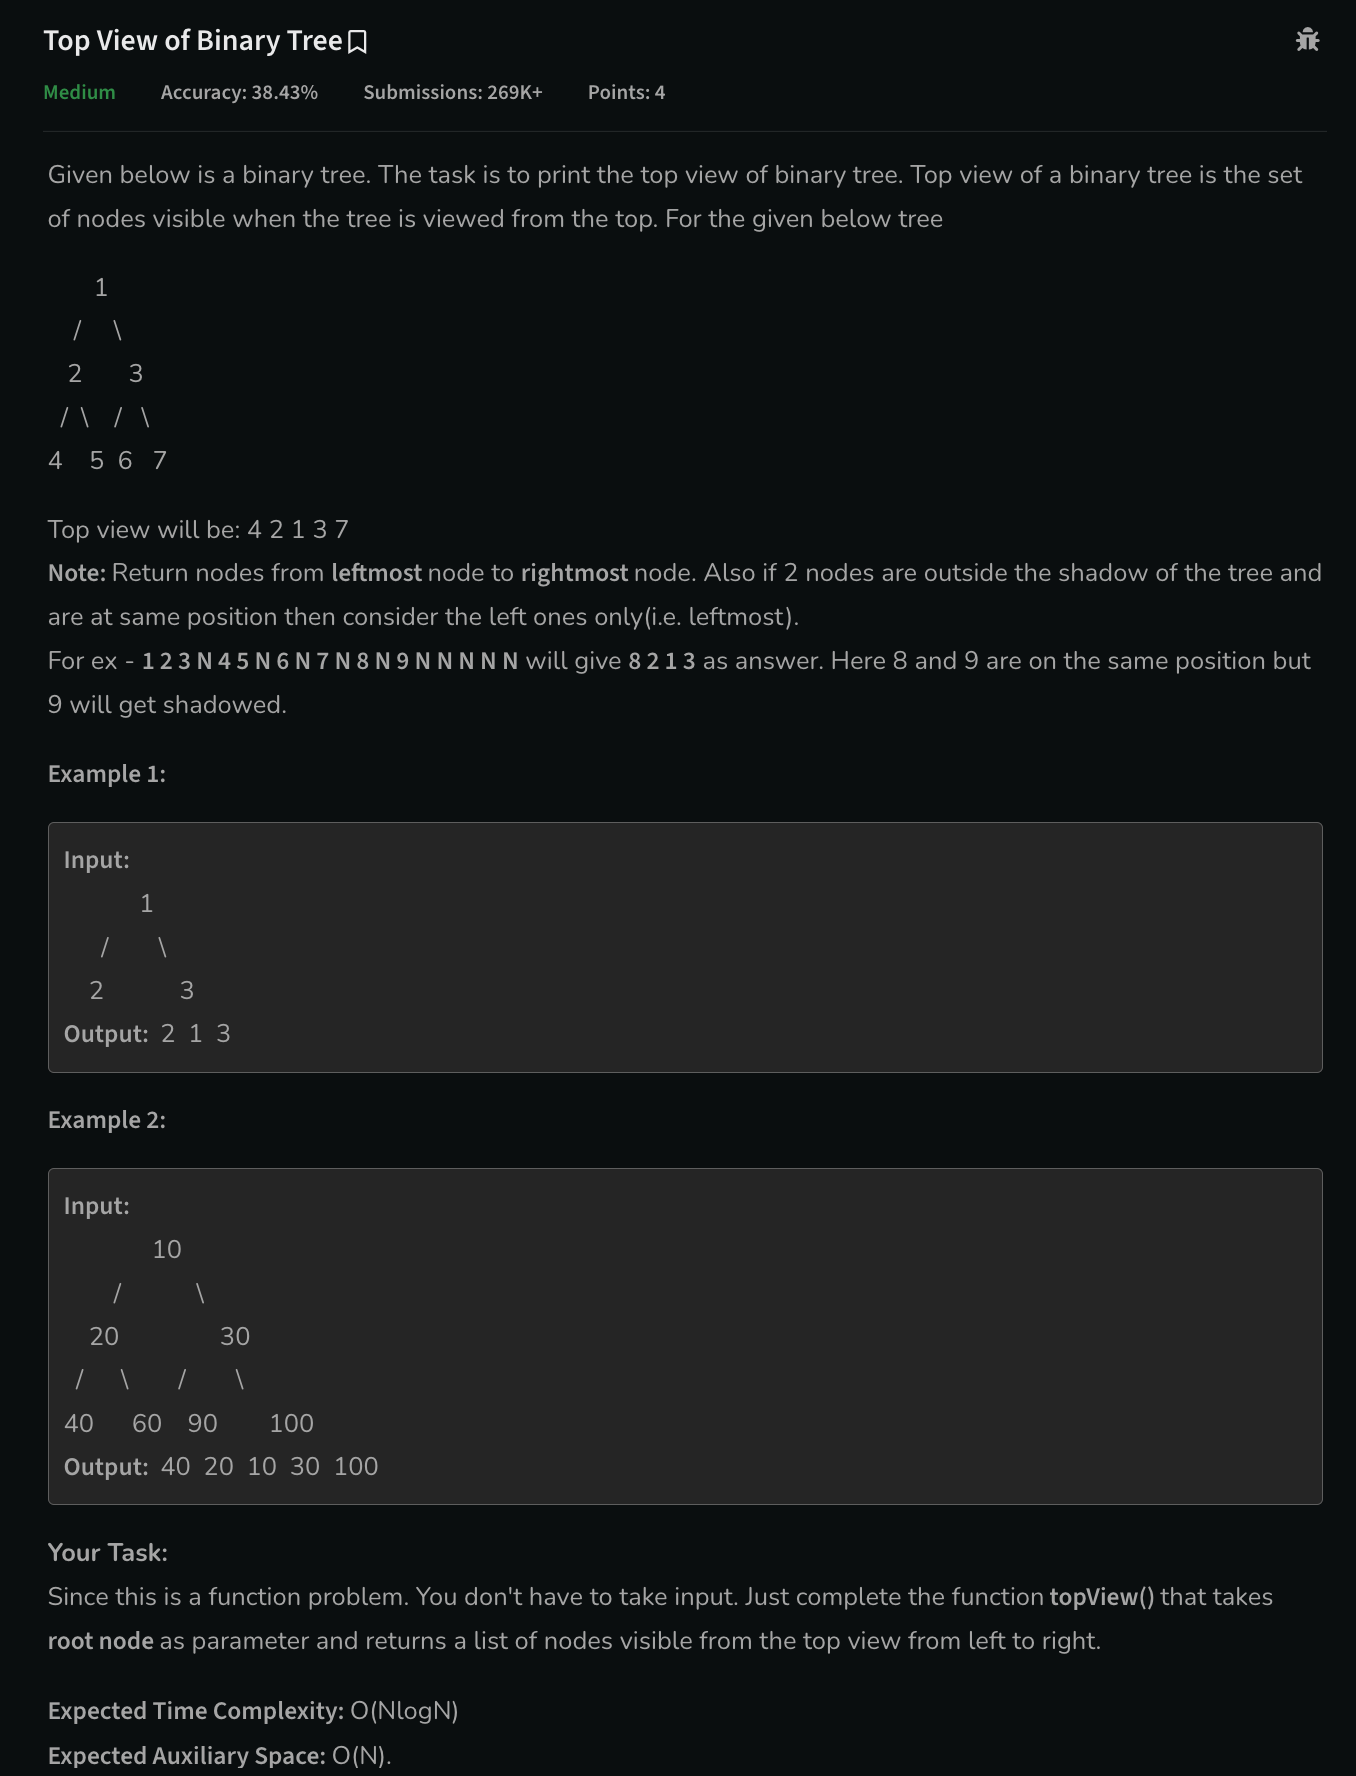 Top View of Binary Tree
Medium Accuracy: 38.43% Submissions: 269K+ Points: 4
Given below is a binary tree. The task is to print the top view of binary tree. Top view of a binary tree is the set
of nodes visible when the tree is viewed from the top. For the given below tree
1
/ \
2 3
/ \ / \
4 5 6 7
Top view will be: 4 2 1 3 7
Note: Return nodes from leftmost node to rightmost node. Also if 2 nodes are outside the shadow of the tree and
are at same position then consider the left ones only(i.e. leftmost).
For ex - 1 2 3 N 4 5 N 6 N 7 N 8 N 9 N N N N N will give 8 2 1 3 as answer. Here 8 and 9 are on the same position but
9 will get shadowed.
Example 1:
Input:
1
/ \
2 3
Output: 2 1 3
Example 2:
Input:
10
/ \
20 30
/ \ / \
40 60 90 100
Output: 40 20 10 30 100
Your Task:
Since this is a function problem. You don't have to take input. Just complete the function topView() that takes
root node as parameter and returns a list of nodes visible from the top view from left to right.
Expected Time Complexity: O(NlogN)
Expected Auxiliary Space: O(N).